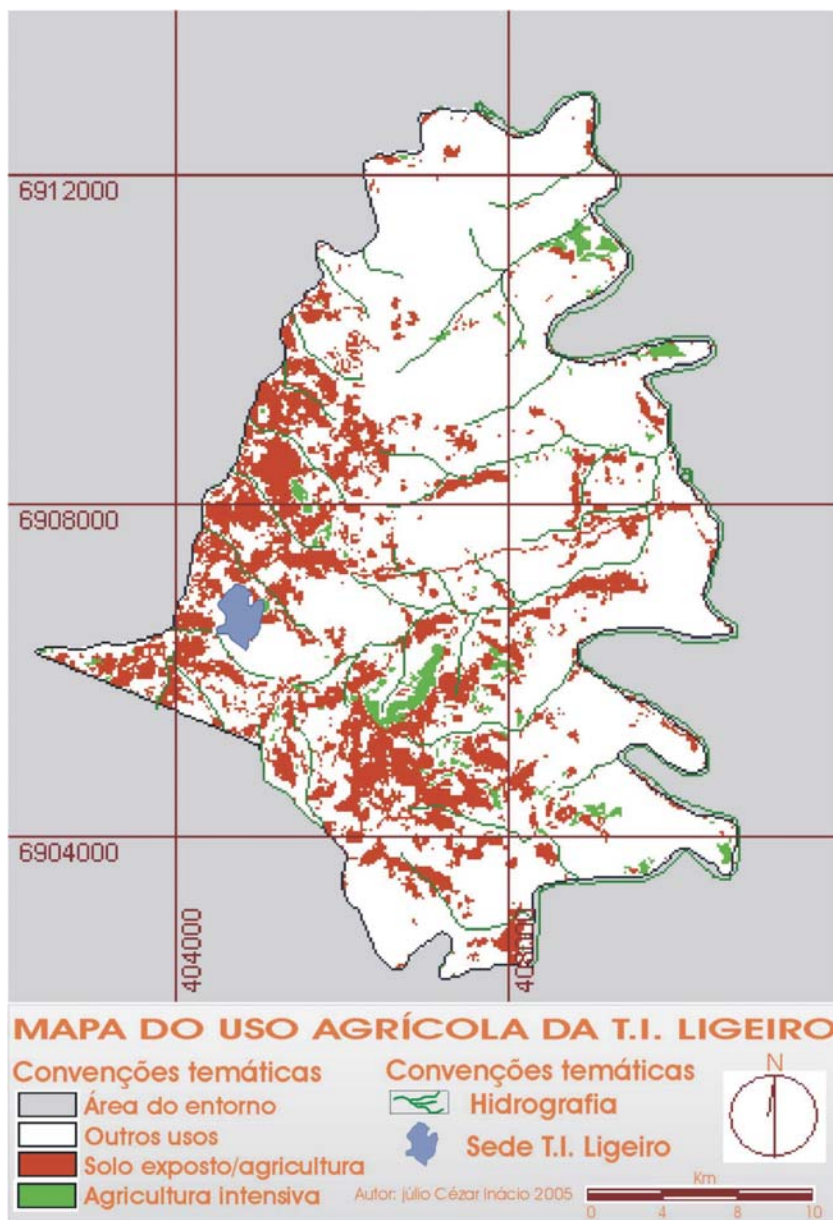 6912000
6908000
6904000
404000
408000
MAPA DO USO AGRÍCOLA DA T.I. LIGEIRO
Convenções temáticas
Área do entorno
Outros usos
Solo exposto/agricultura
Agricultura intensiva
Convenções temáticas
Hidrografia
Sede T.I. Ligeiro
N
Autor: júlio Cézar Inácio 2005
Km
0 4 8 10